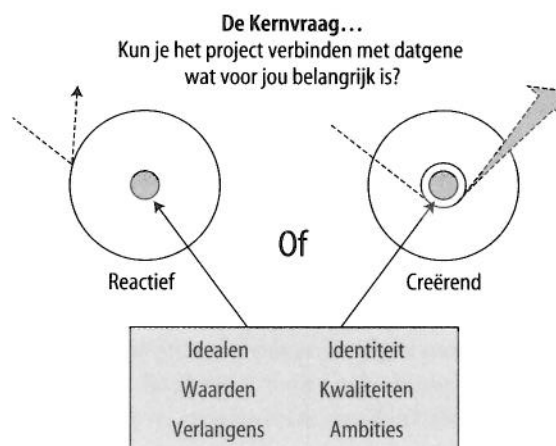 De Kernvraag...
Kun je het project verbinden met datgene
wat voor jou belangrijk is?
Of
Reactief
Creërend
Idealen Identiteit
Waarden Kwaliteiten
Verlangens Ambities